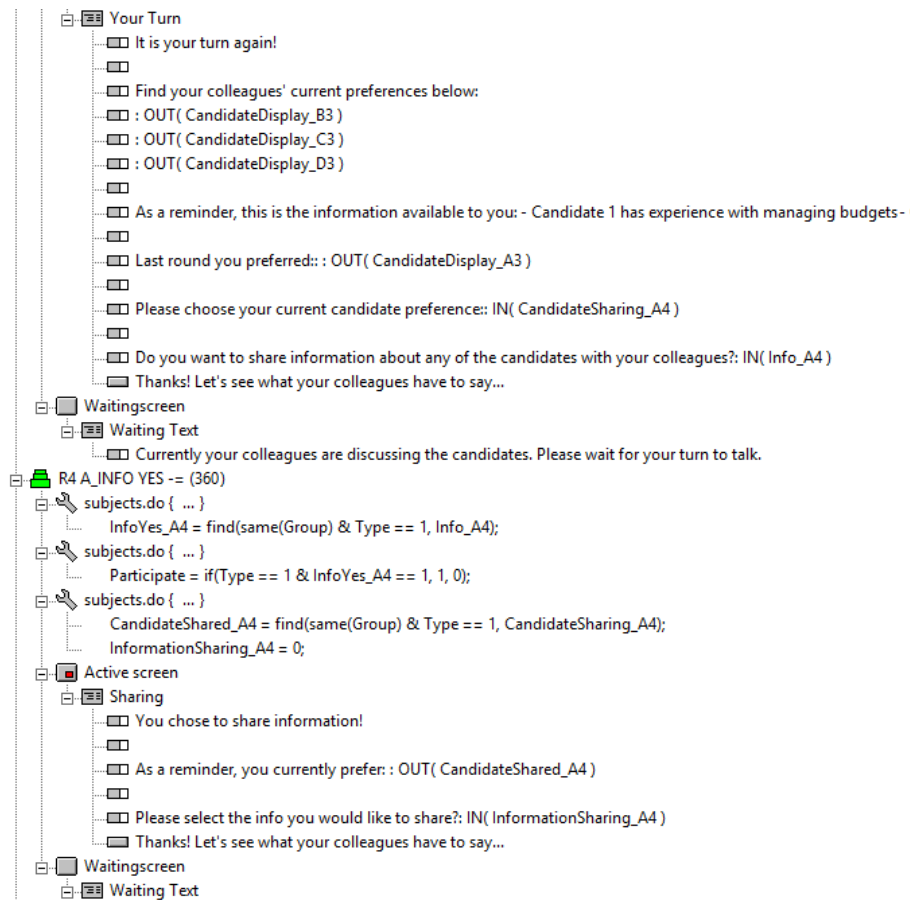 Your Turn
It is your turn again!
Find your colleagues' current preferences below:
: OUT( CandidateDisplay_B3 )
: OUT( CandidateDisplay_C3 )
: OUT( CandidateDisplay_D3 )
As a reminder, this is the information available to you: - Candidate 1 has experience with managing budgets-
Last round you preferred:: : OUT( CandidateDisplay_A3 )
Please choose your current candidate preference:: IN( CandidateSharing_A4 )
Do you want to share information about any of the candidates with your colleagues?: IN( Info_A4 )
Thanks! Let's see what your colleagues have to say...
Waitingscreen
Waiting Text
Currently your colleagues are discussing the candidates. Please wait for your turn to talk.
R4 A_INFO YES -= (360)
subjects.do { ... }
InfoYes_A4 = find(same(Group) & Type == 1, Info_A4);
subjects.do { ... }
Participate = if(Type == 1 & InfoYes_A4 == 1, 1, 0);
subjects.do { ... }
CandidateShared_A4 = find(same(Group) & Type == 1, CandidateSharing_A4);
InformationSharing_A4 = 0;
Active screen
Sharing
You chose to share information!
As a reminder, you currently prefer: : OUT( CandidateShared_A4 )
Please select the info you would like to share?: IN( InformationSharing_A4 )
Thanks! Let's see what your colleagues have to say...
Waitingscreen
Waiting Text